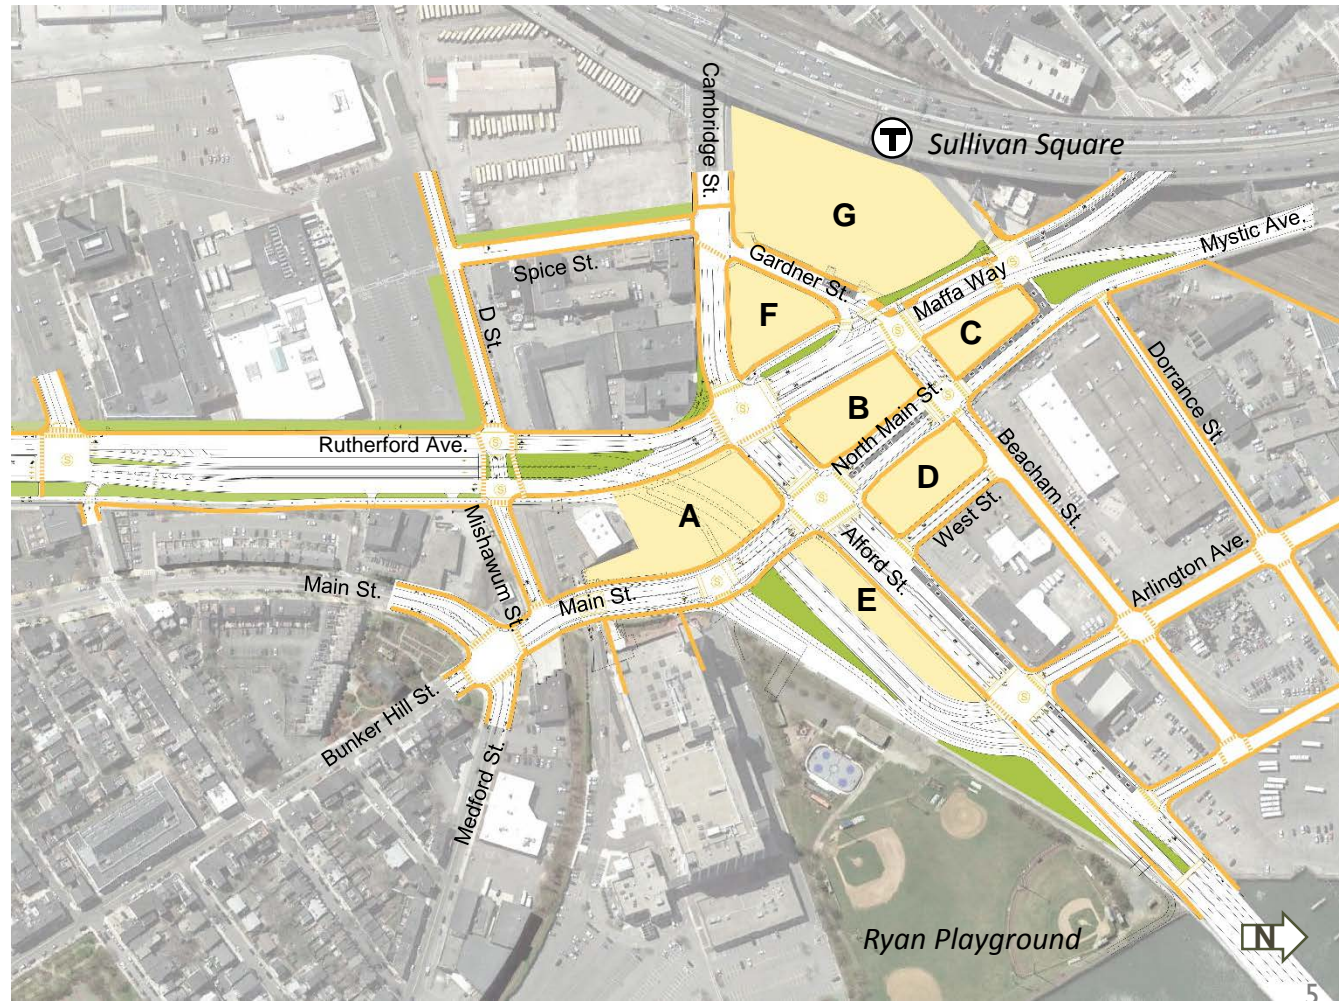 Cambridge St.
T
Sullivan Square
G
Mystic Ave.
Spice St.
Gardner St.
Maffa Way
F
C
D St.
Dorrance St.
B
North Main St.
Rutherford Ave.
S
S
S
S
S
S
S
S
S
D
Beacham St.
A
West St.
Mishawum St.
Alford St.
Arlington Ave.
Main St.
Main St.
E
Bunker Hill St.
Medford St.
Ryan Playground
N
5